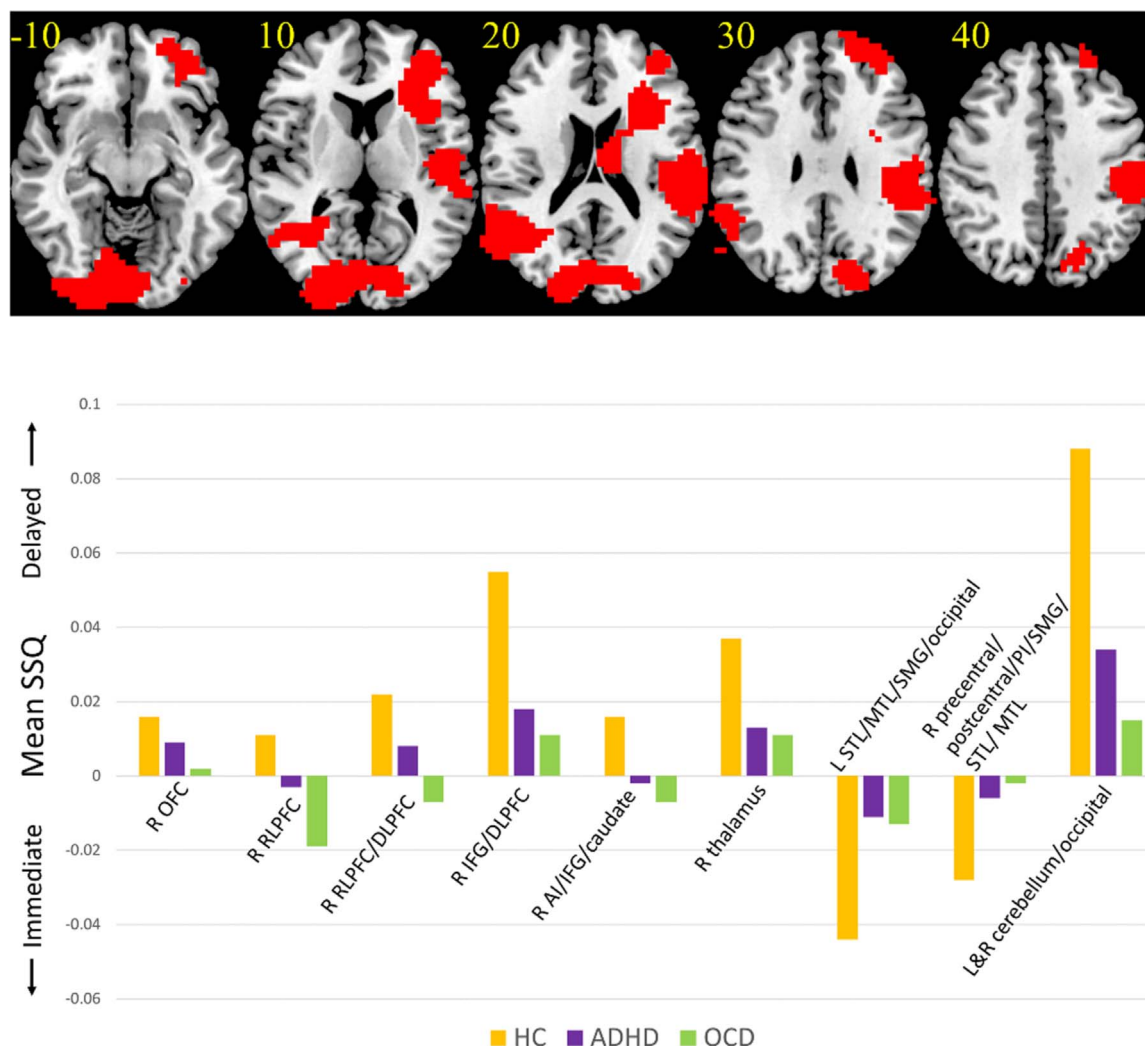 -10 10 20 30 40
0.1
0.08
0.06
0.04
0.02
0
-0.02
-0.04
-0.06
← Immediate
Mean SSQ
Delayed →
R OFC
R RLPFC
R RLPFC/DLPFC
R IFG/DLPFC
R AI/IFG/caudate
R thalamus
L STL/MTL/SMG/occipital
R precentral/
postcentral/PI/SMG/
STL/ MTL
L&R cerebellum/occipital
HC ADHD OCD